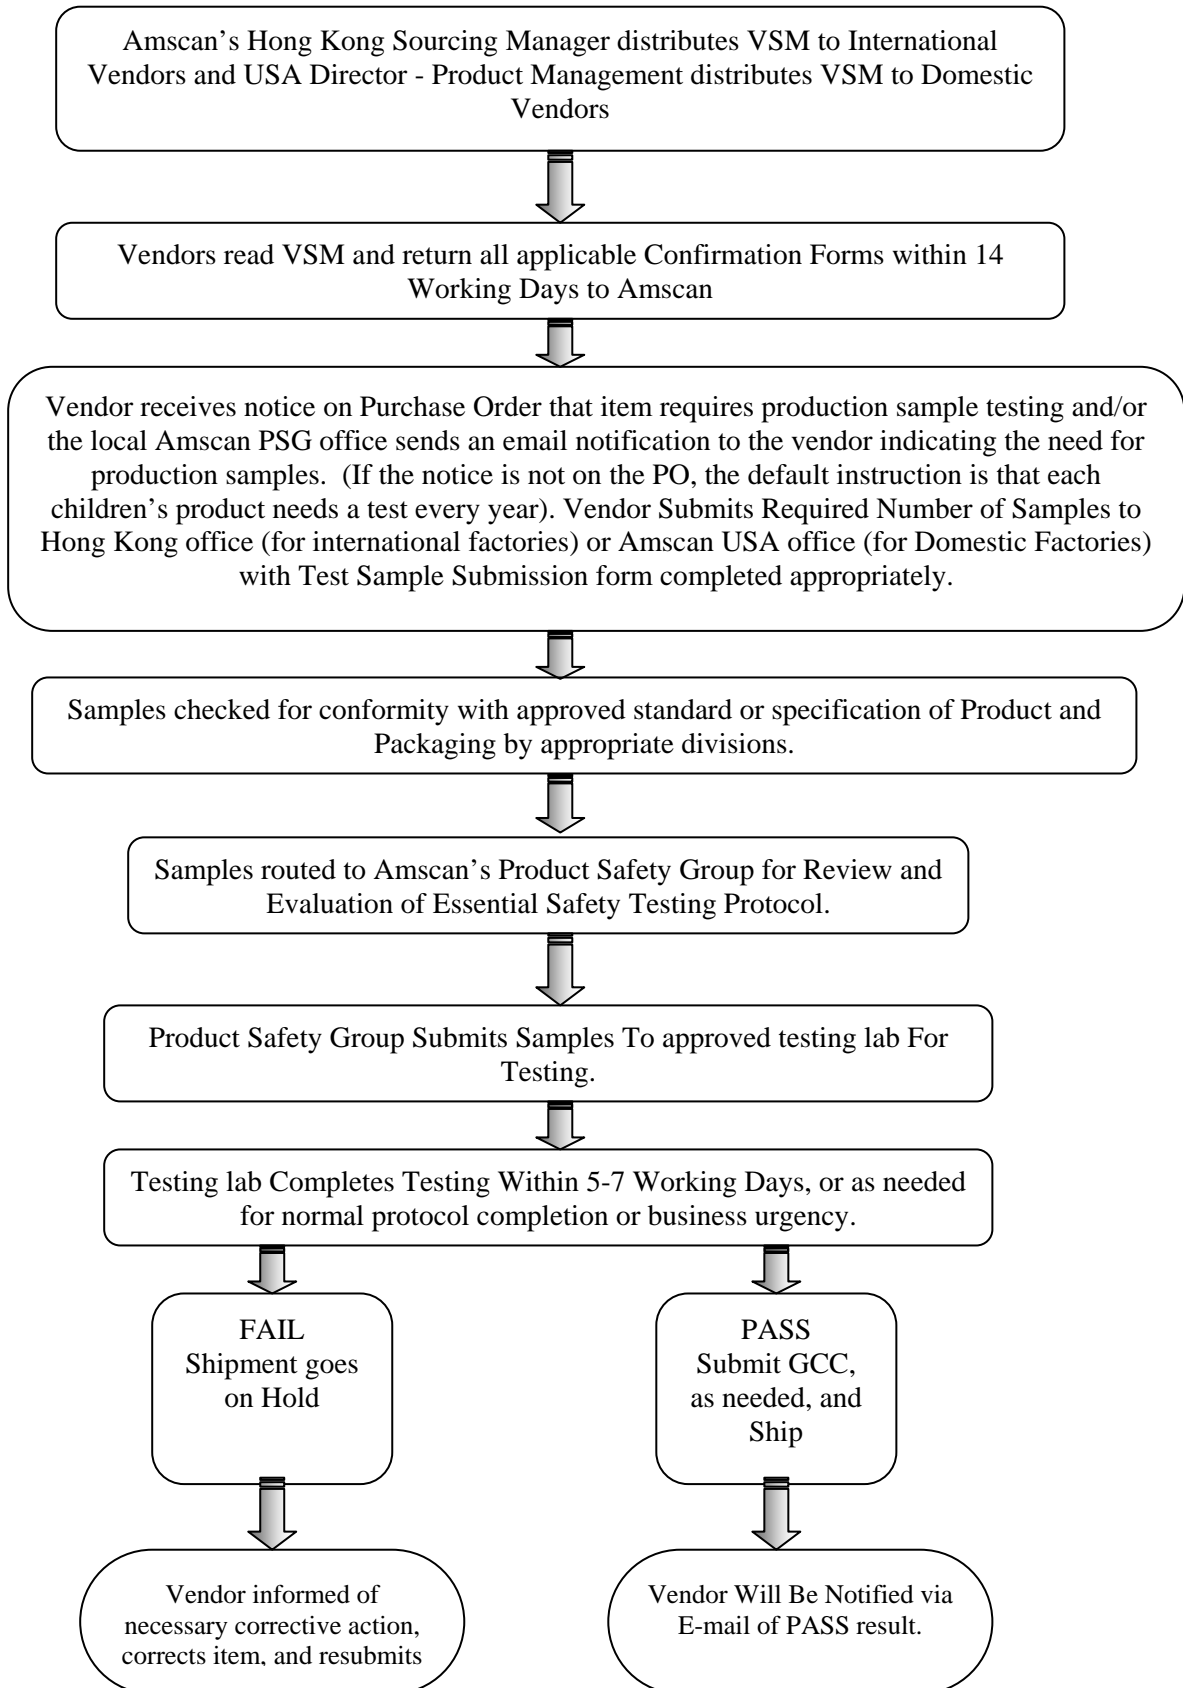 Amscan's Hong Kong Sourcing Manager distributes VSM to International
Vendors and USA Director - Product Management distributes VSM to Domestic
Vendors
Vendors read VSM and return all applicable Confirmation Forms within 14
Working Days to Amscan
Vendor receives notice on Purchase Order that item requires production sample testing and/or
the local Amscan PSG office sends an email notification to the vendor indicating the need for
production samples.  (If the notice is not on the PO, the default instruction is that each
children's product needs a test every year). Vendor Submits Required Number of Samples to
Hong Kong office (for international factories) or Amscan USA office (for Domestic Factories)
with Test Sample Submission form completed appropriately.
Samples checked for conformity with approved standard or specification of Product and
Packaging by appropriate divisions.
Samples routed to Amscan's Product Safety Group for Review and
Evaluation of Essential Safety Testing Protocol.
Product Safety Group Submits Samples To approved testing lab For
Testing.
Testing lab Completes Testing Within 5-7 Working Days, or as needed
for normal protocol completion or business urgency.
FAIL
Shipment goes
on Hold
PASS
Submit GCC,
as needed, and
Ship
Vendor informed of
necessary corrective action,
corrects item, and resubmits
Vendor Will Be Notified via
E-mail of PASS result.